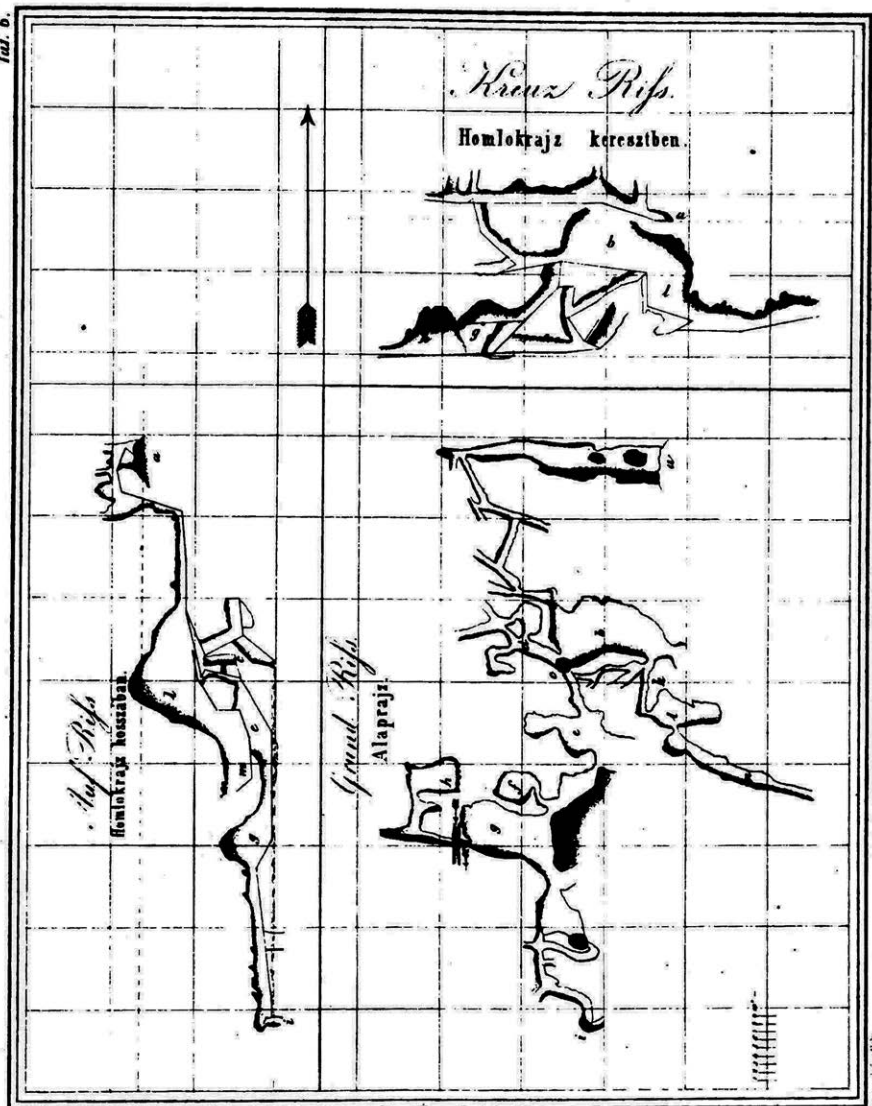 Kreuz Riſs.
Homlokrajz keresztben.
a
b
l
g
a
a
l
c
m
g
i
Auf Riſs
Homlokrajz hosszában.
Grund Riſs.
Alaprajz.
b
k
l
c
h
f
g
i